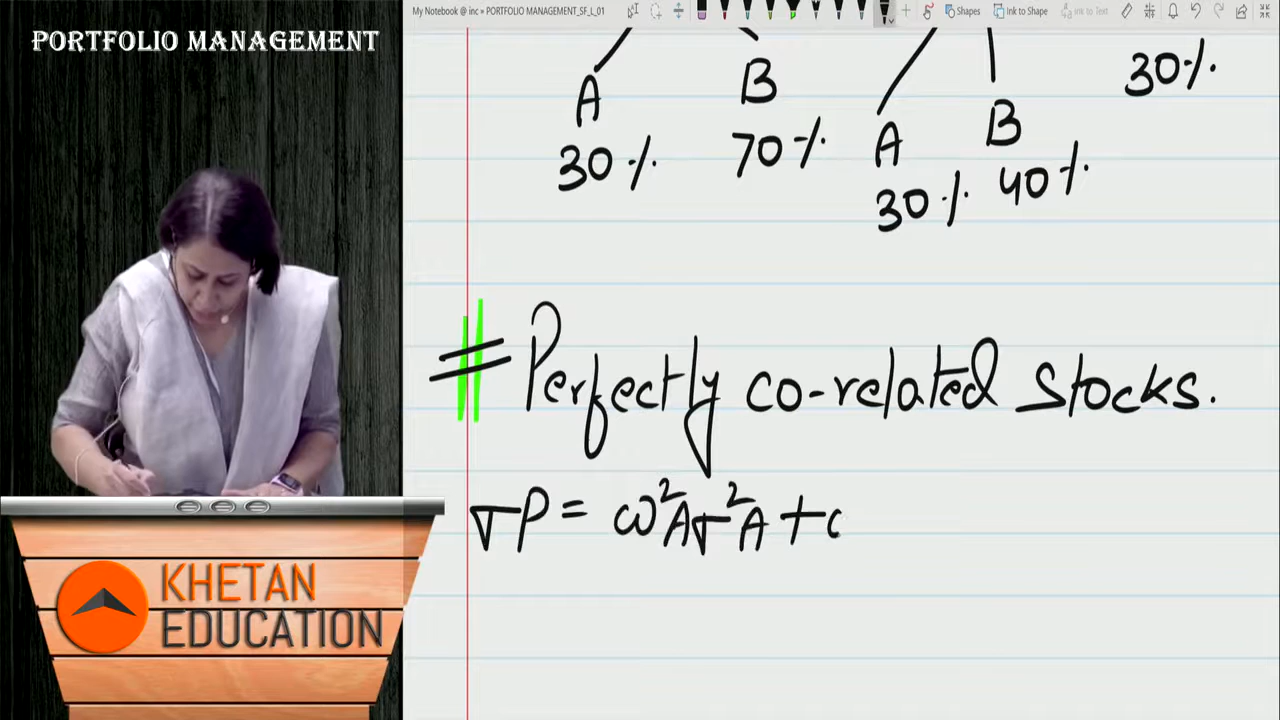 PORTFOLIO MANAGEMENT
My Notebook @ inc » PORTFOLIO MANAGEMENT_SF_L_01
Shapes
Ink to Shape
Ink to Text
A B
30% 70%
A B
30% 40%
30%
Perfectly co-related stocks.
σP = ω²Aσ²A + c
KHETAN
EDUCATION